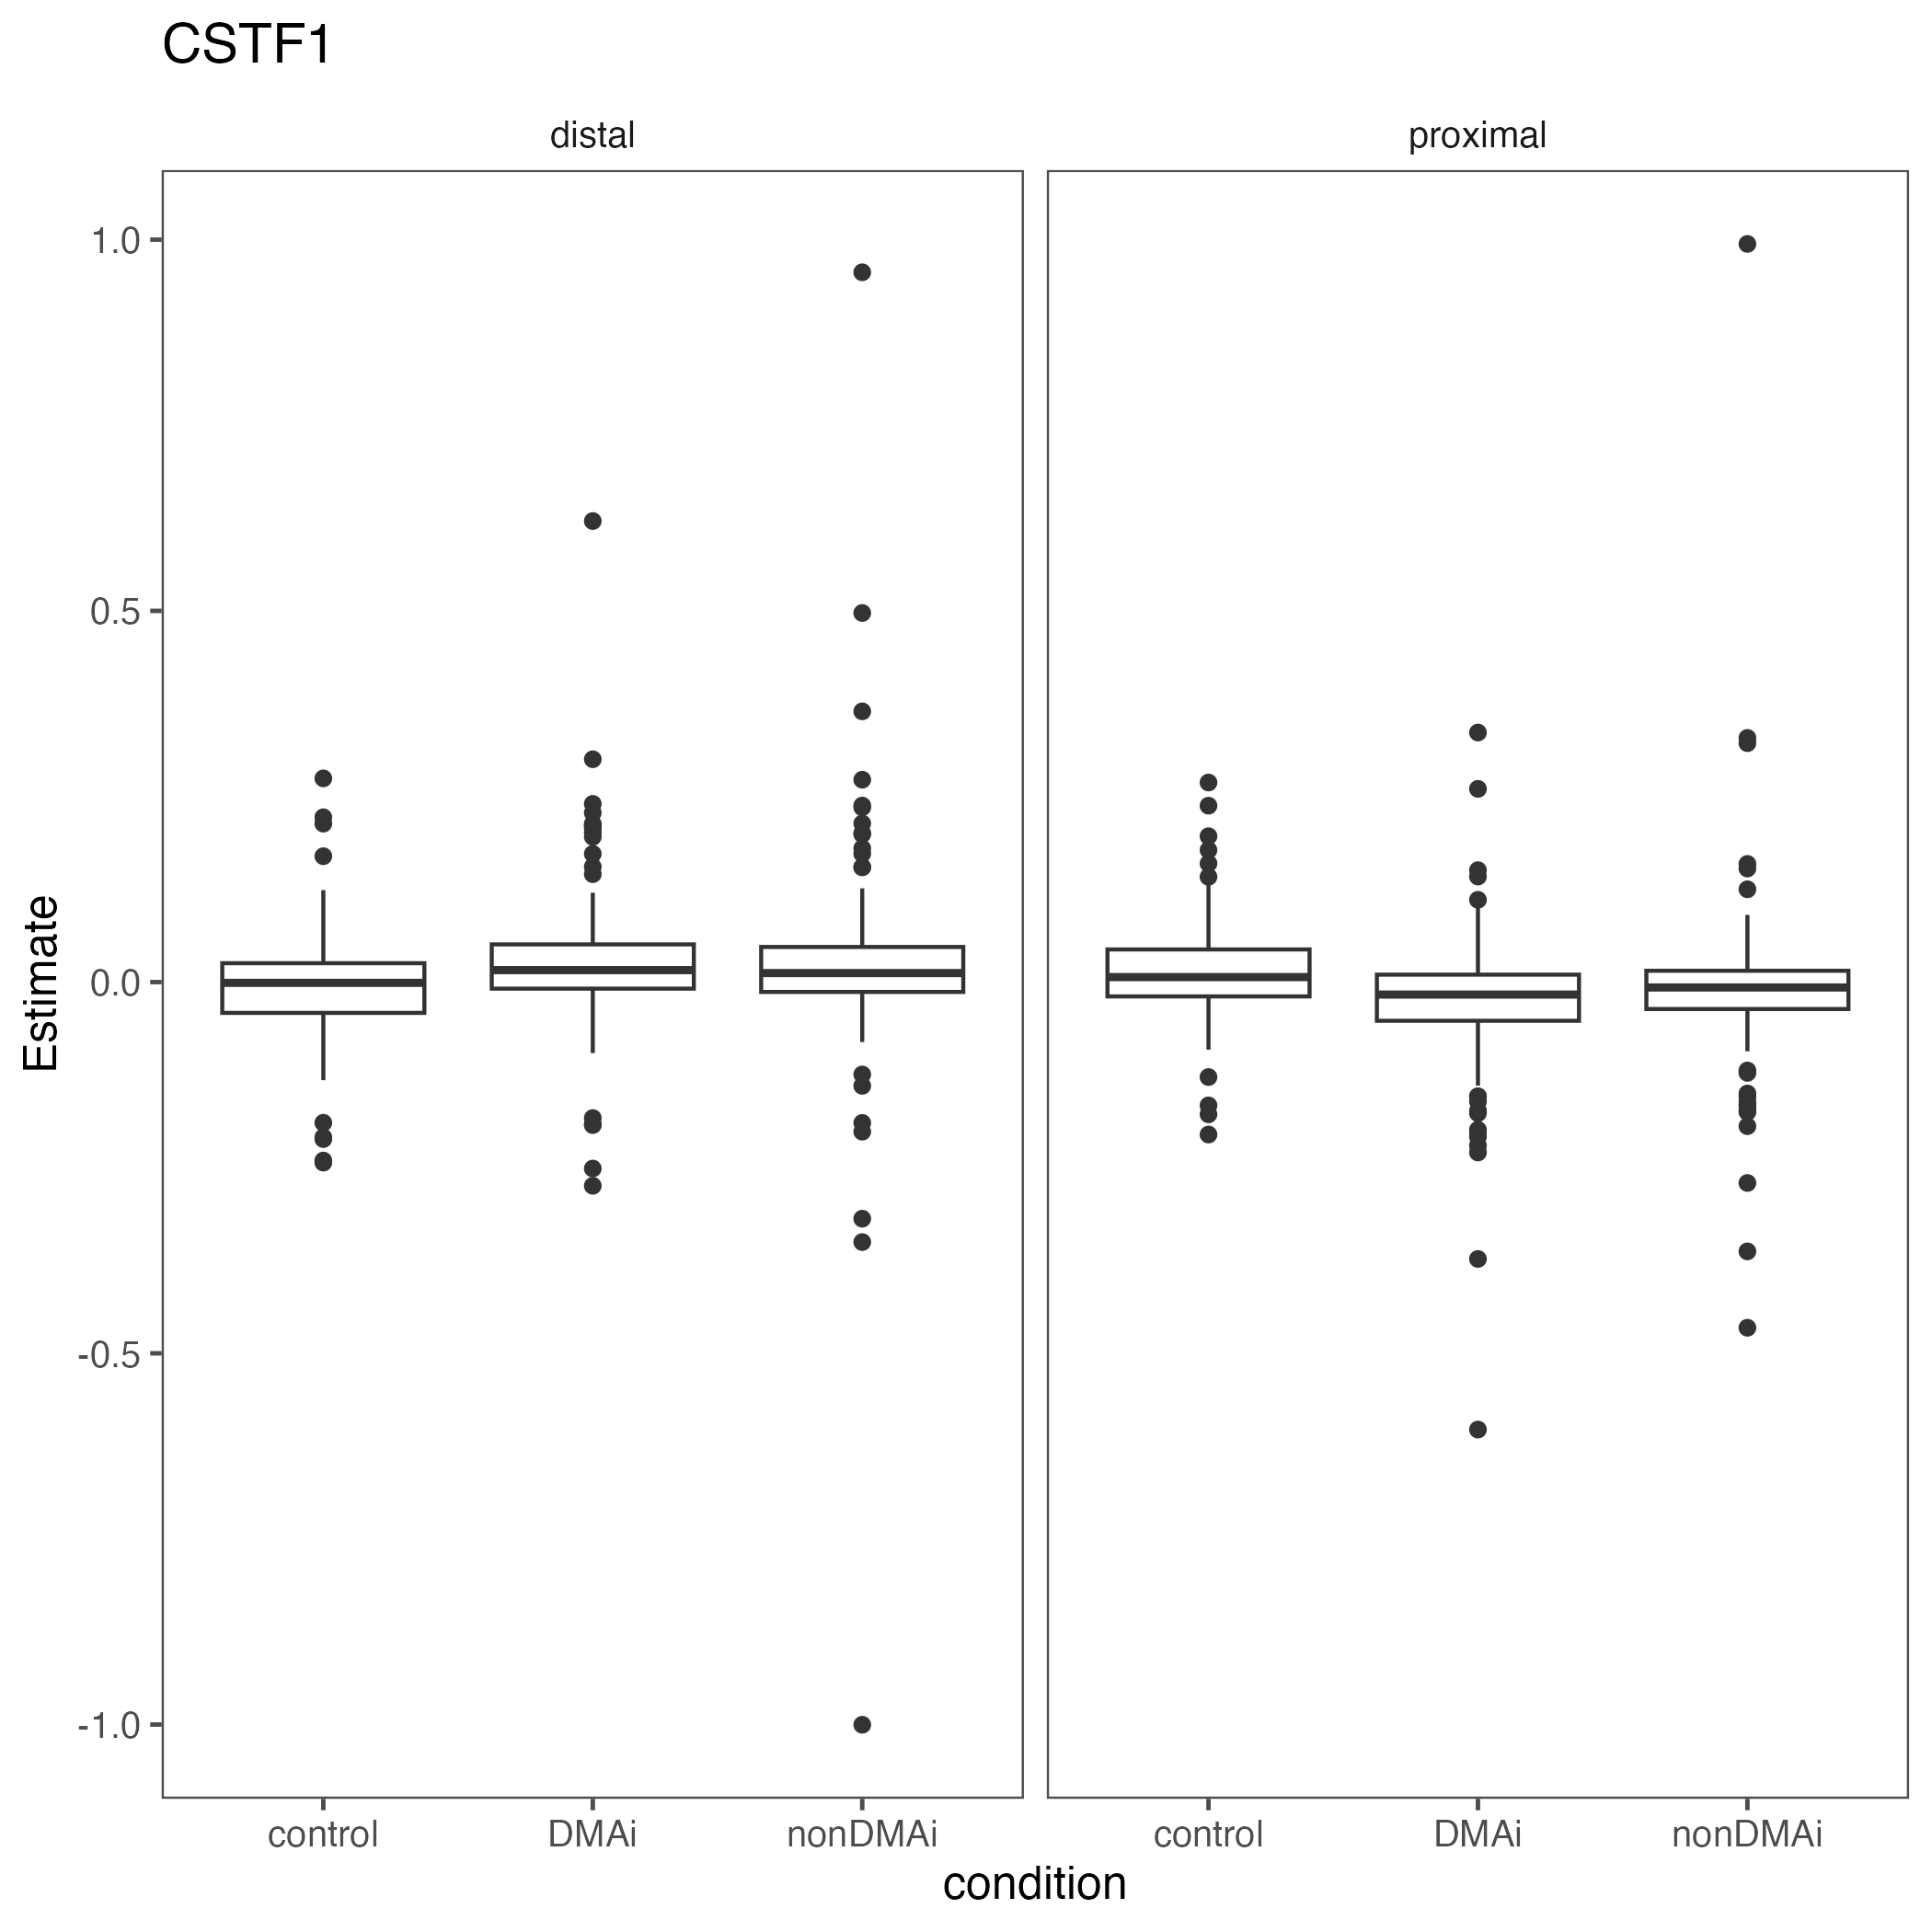 CSTF1
distal
proximal
1.0
0.5
0.0
-0.5
-1.0
Estimate
control
DMAi
nonDMAi
control
DMAi
nonDMAi
condition